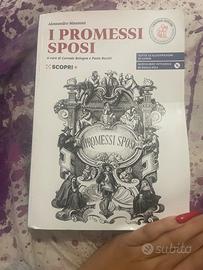 Alessandro Manzoni
I PROMESSI
SPOSI
A cura di Corrado Bologna e Paola Rocchi
SCOPRI+
I PROMESSI SPOSI
subito